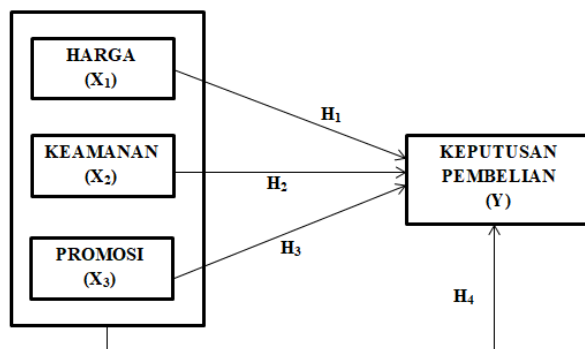 HARGA
(X₁)
H₁
KEAMANAN
(X₂)
H₂
KEPUTUSAN
PEMBELIAN
(Y)
PROMOSI
(X₃)
H₃
H₄